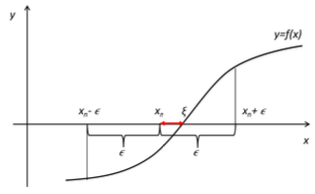 y
y=f(x)
xₙ- ϵ xₙ ξ xₙ+ ϵ
x
ϵ ϵ